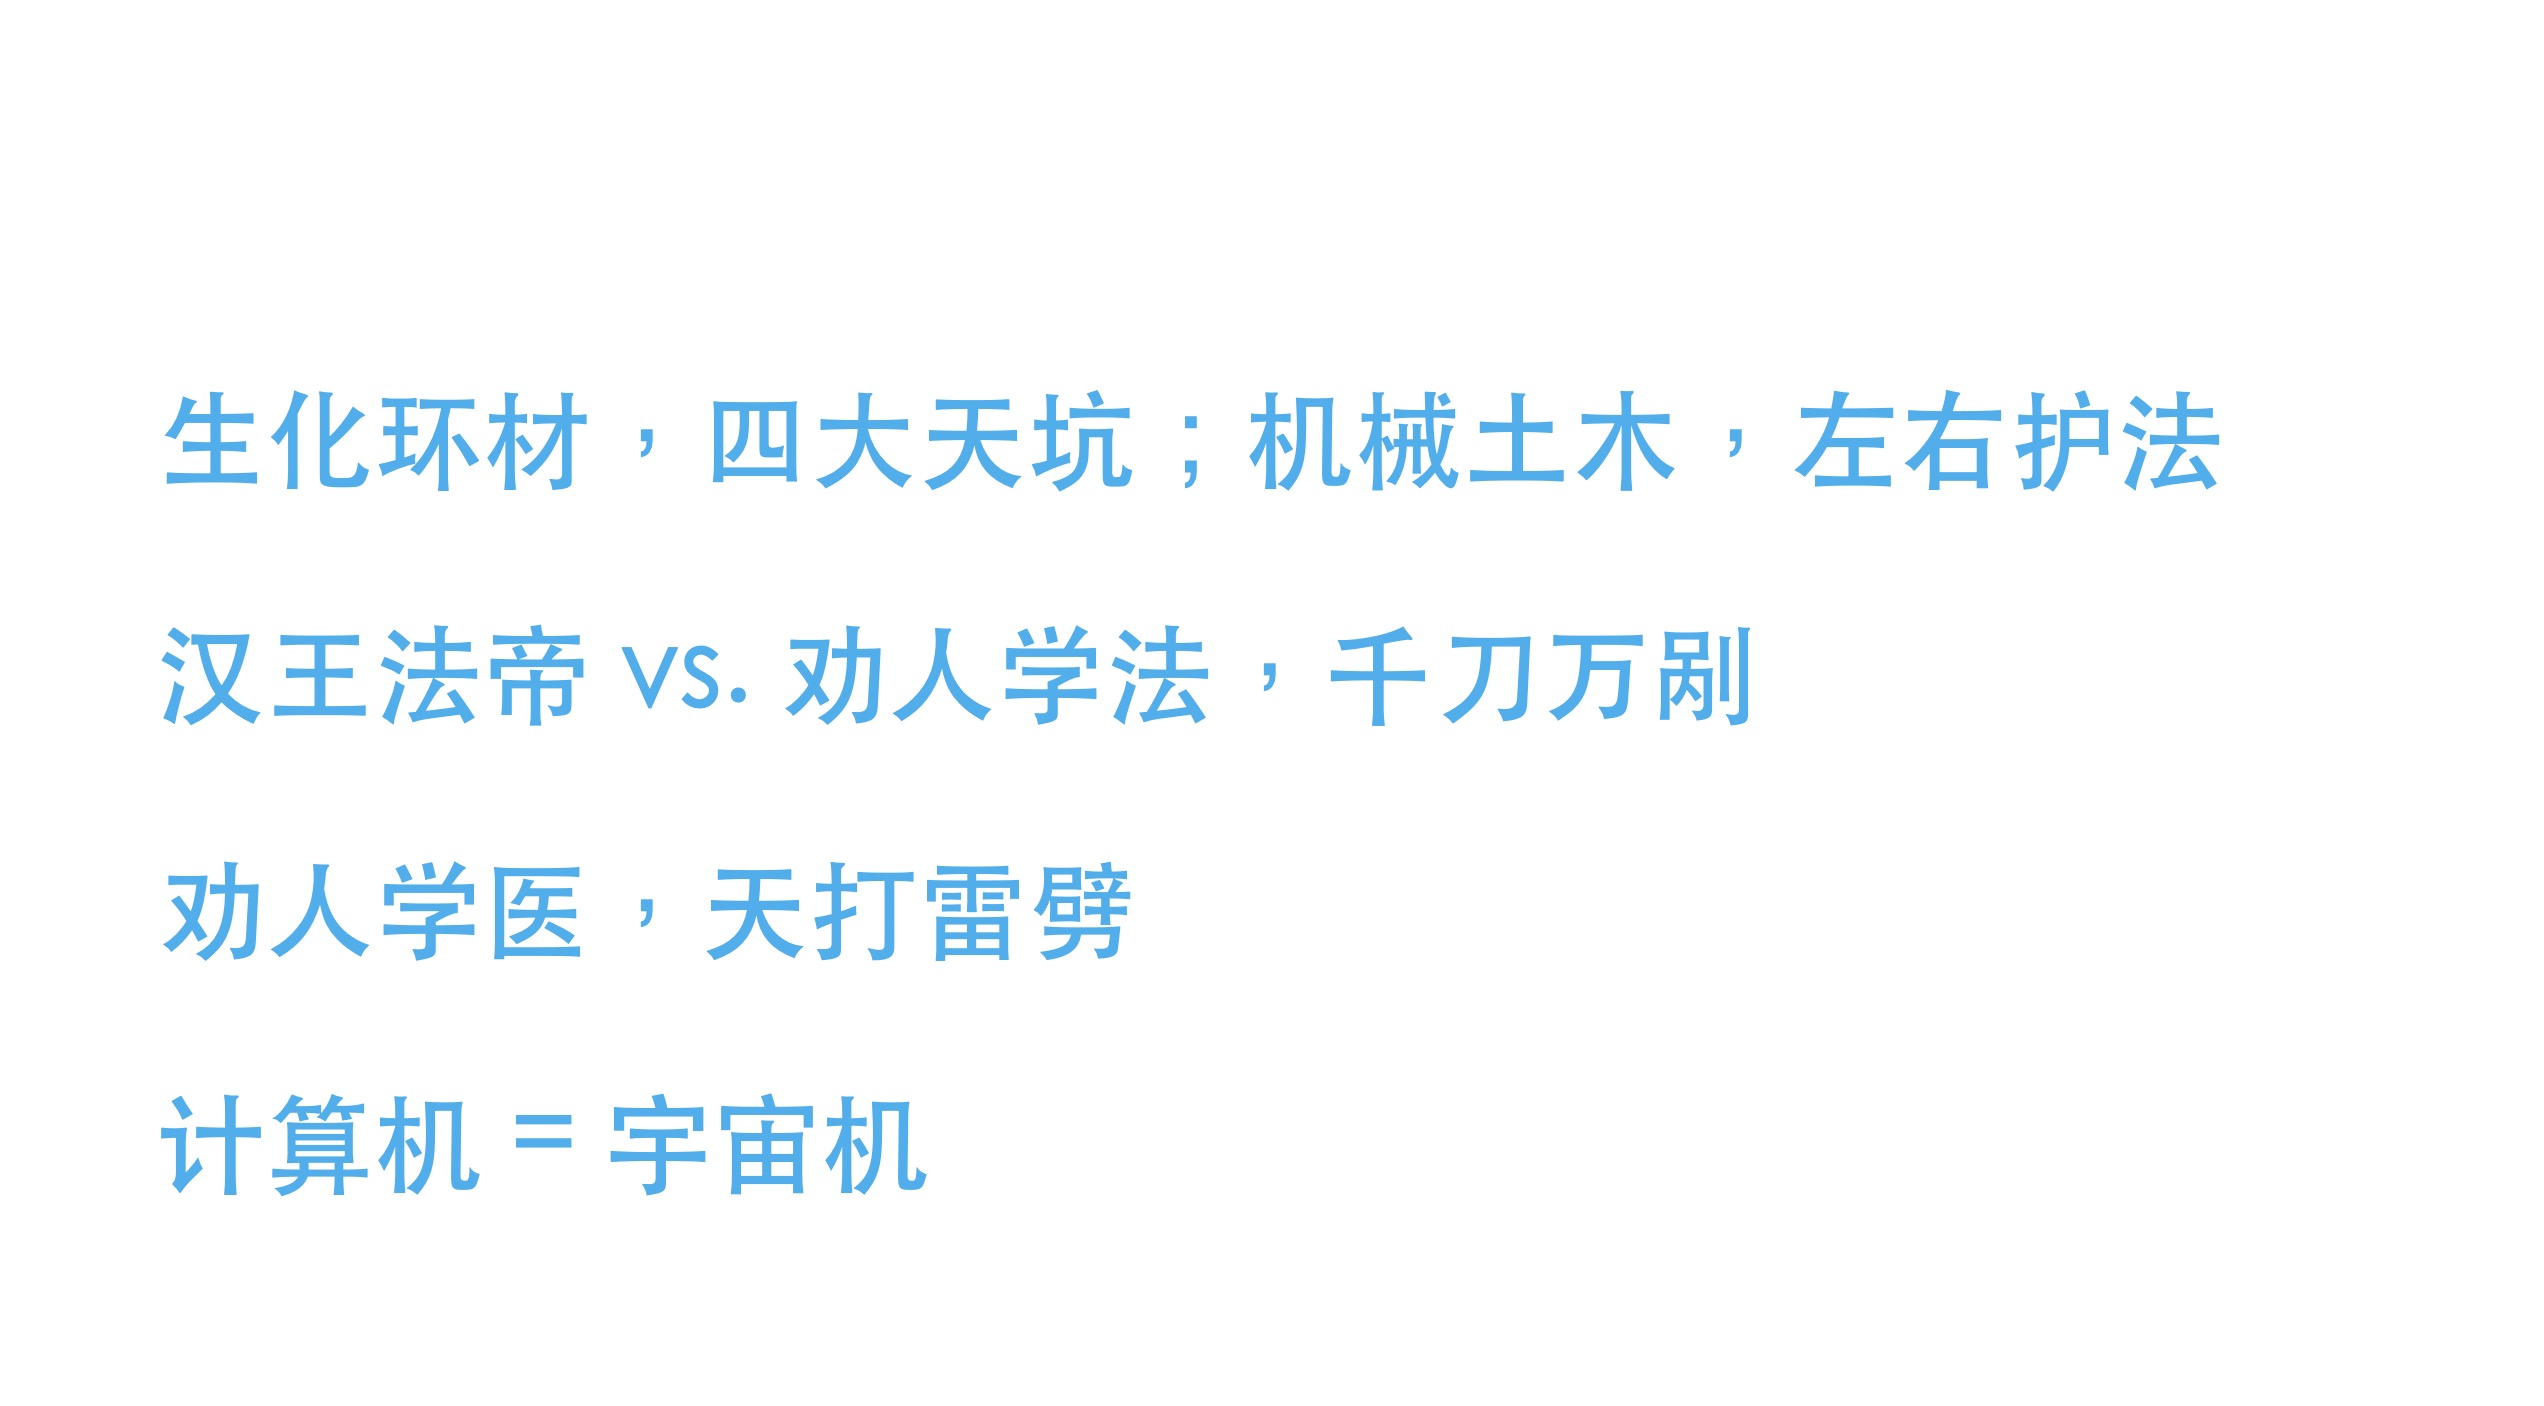 生化环材，四大天坑；机械土木，左右护法
汉王法帝 vs. 劝人学法，千刀万剐
劝人学医，天打雷劈
计算机 = 宇宙机